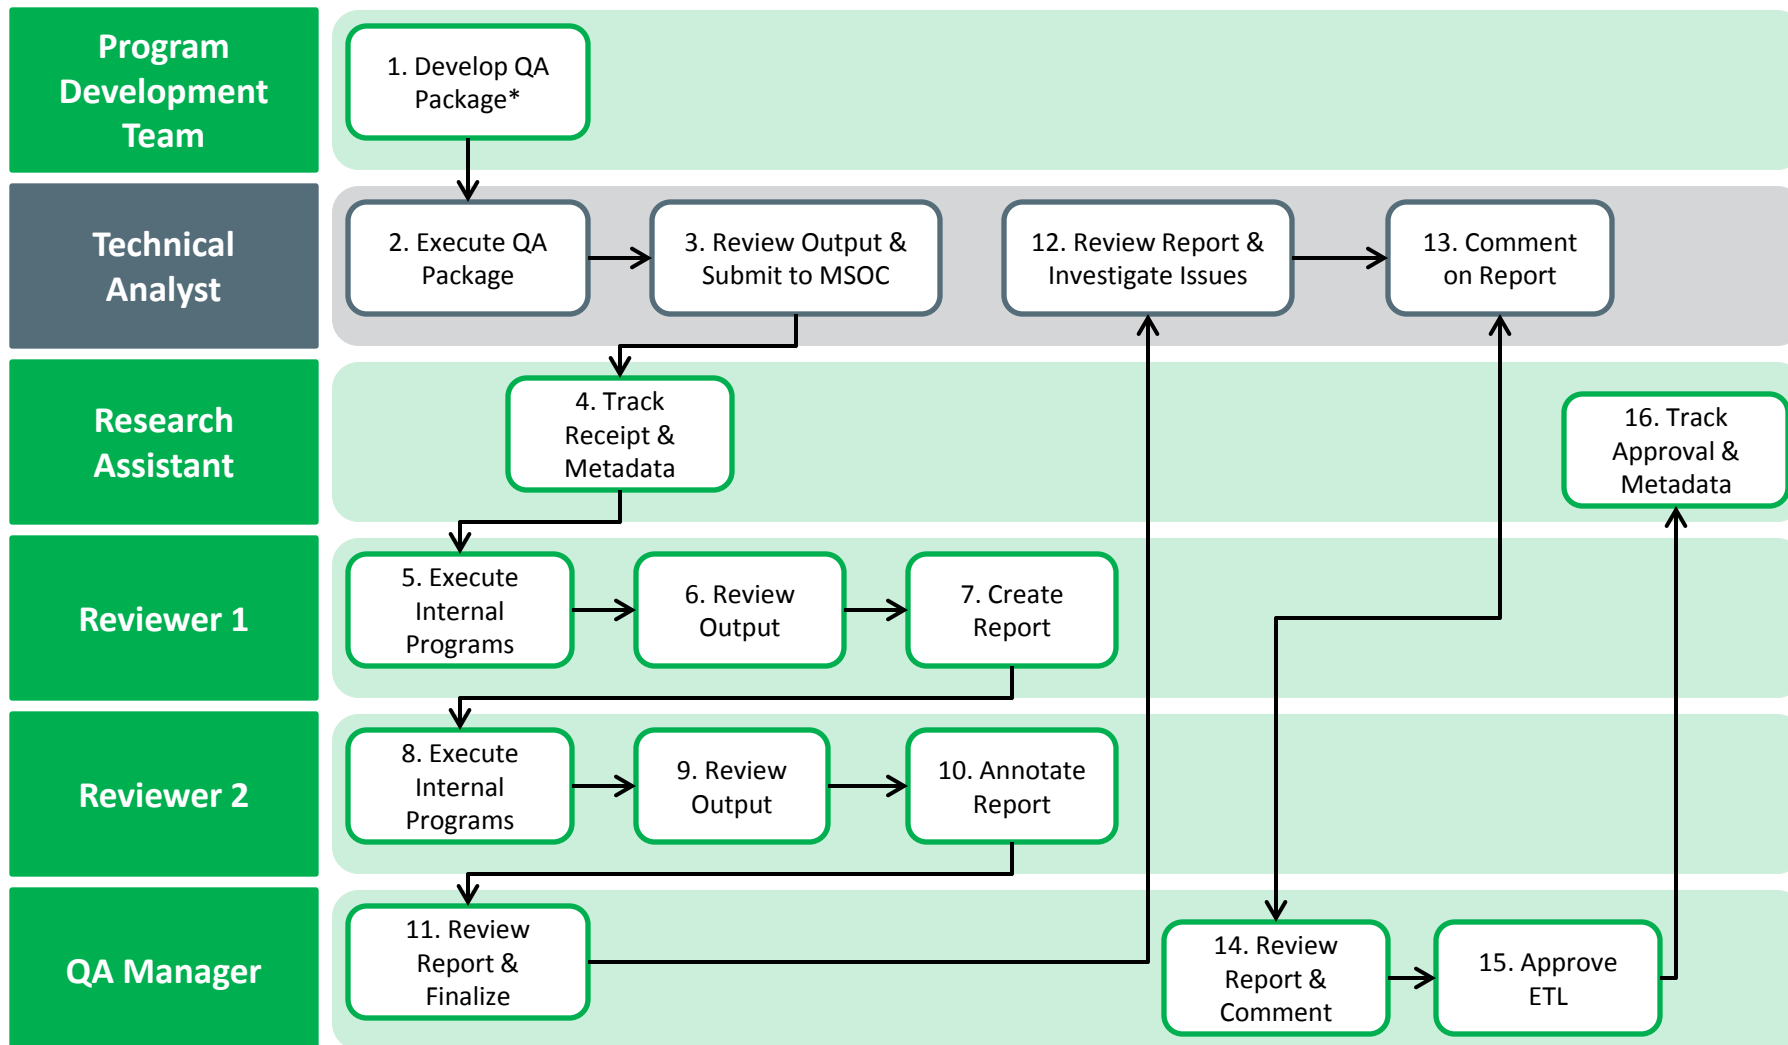 Program
Development
Team
1. Develop QA
Package*
Technical
Analyst
2. Execute QA
Package
3. Review Output &
Submit to MSOC
12. Review Report &
Investigate Issues
13. Comment
on Report
Research
Assistant
4. Track
Receipt &
Metadata
16. Track
Approval &
Metadata
Reviewer 1
5. Execute
Internal
Programs
6. Review
Output
7. Create
Report
Reviewer 2
8. Execute
Internal
Programs
9. Review
Output
10. Annotate
Report
QA Manager
11. Review
Report &
Finalize
14. Review
Report &
Comment
15. Approve
ETL